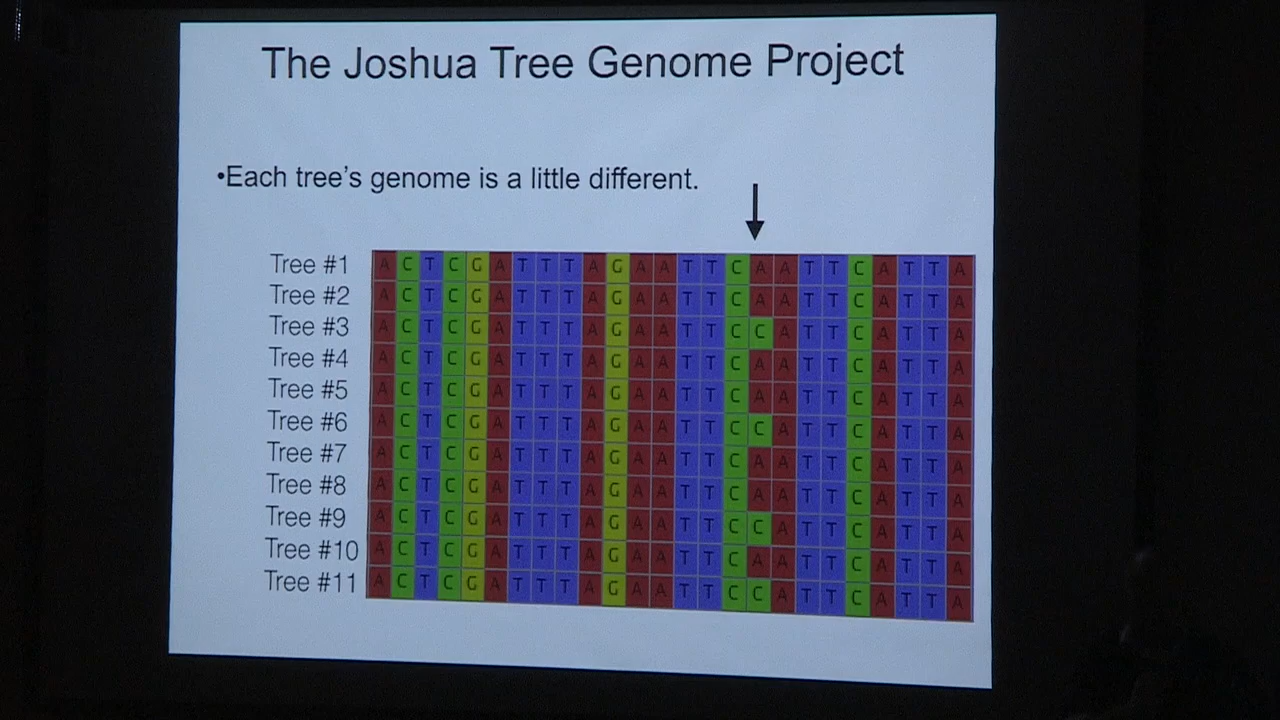 The Joshua Tree Genome Project
•Each tree's genome is a little different.
Tree #1 A C T C G A T T T A G A A T T C A A T T C A T T A
Tree #2 A C T C G A T T T A G A A T T C A A T T C A T T A
Tree #3 A C T C G A T T T A G A A T T C C A T T C A T T A
Tree #4 A C T C G A T T T A G A A T T C A A T T C A T T A
Tree #5 A C T C G A T T T A G A A T T C A A T T C A T T A
Tree #6 A C T C G A T T T A G A A T T C C A T T C A T T A
Tree #7 A C T C G A T T T A G A A T T C A A T T C A T T A
Tree #8 A C T C G A T T T A G A A T T C A A T T C A T T A
Tree #9 A C T C G A T T T A G A A T T C C A T T C A T T A
Tree #10 A C T C G A T T T A G A A T T C A A T T C A T T A
Tree #11 A C T C G A T T T A G A A T T C C A T T C A T T A